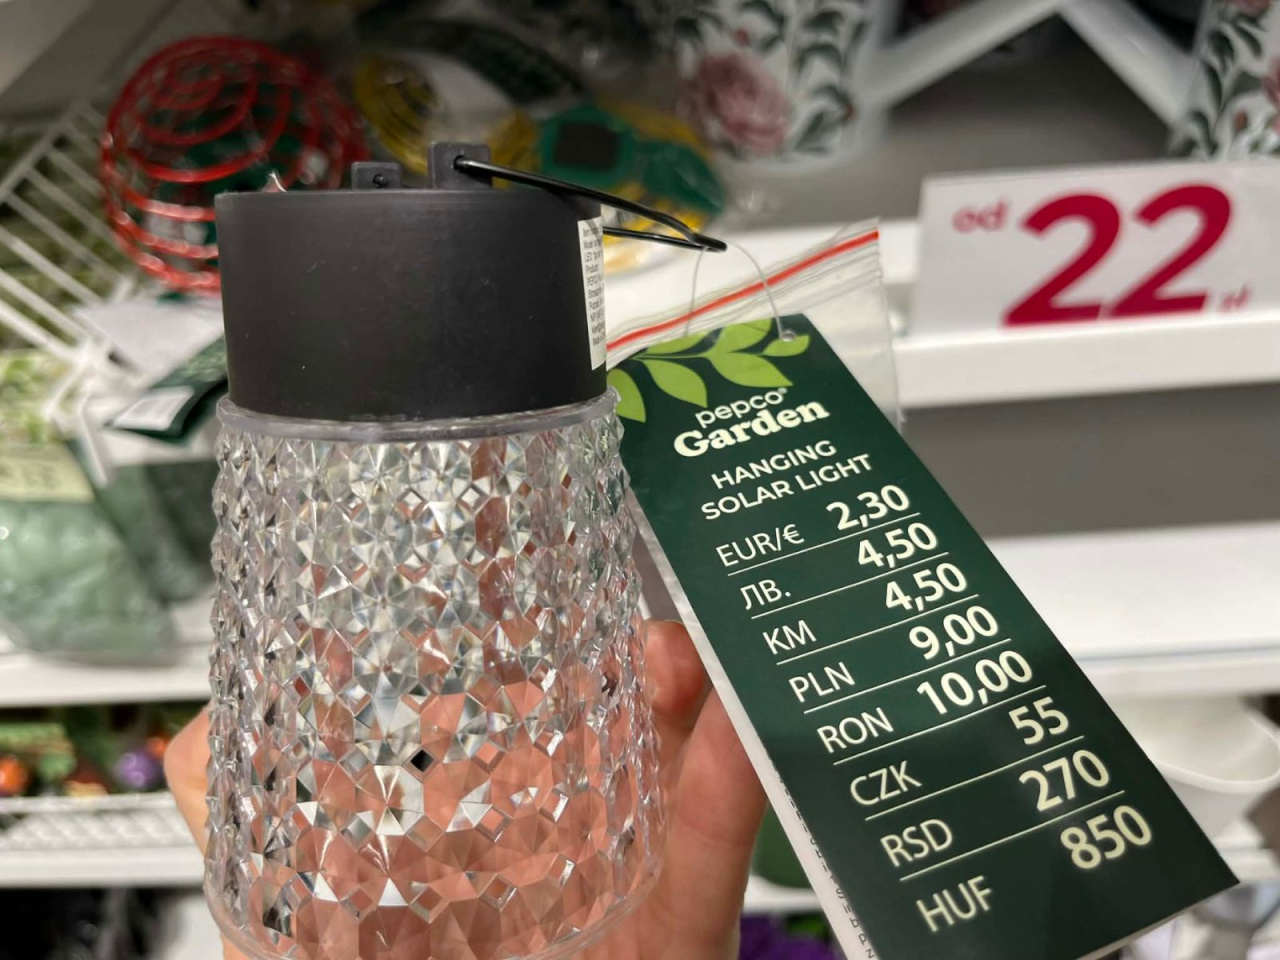 od 22 zł
pepco®
Garden
HANGING
SOLAR LIGHT
EUR/€ 2,30
ЛВ. 4,50
KM 4,50
PLN 9,00
RON 10,00
CZK 55
RSD 270
HUF 850